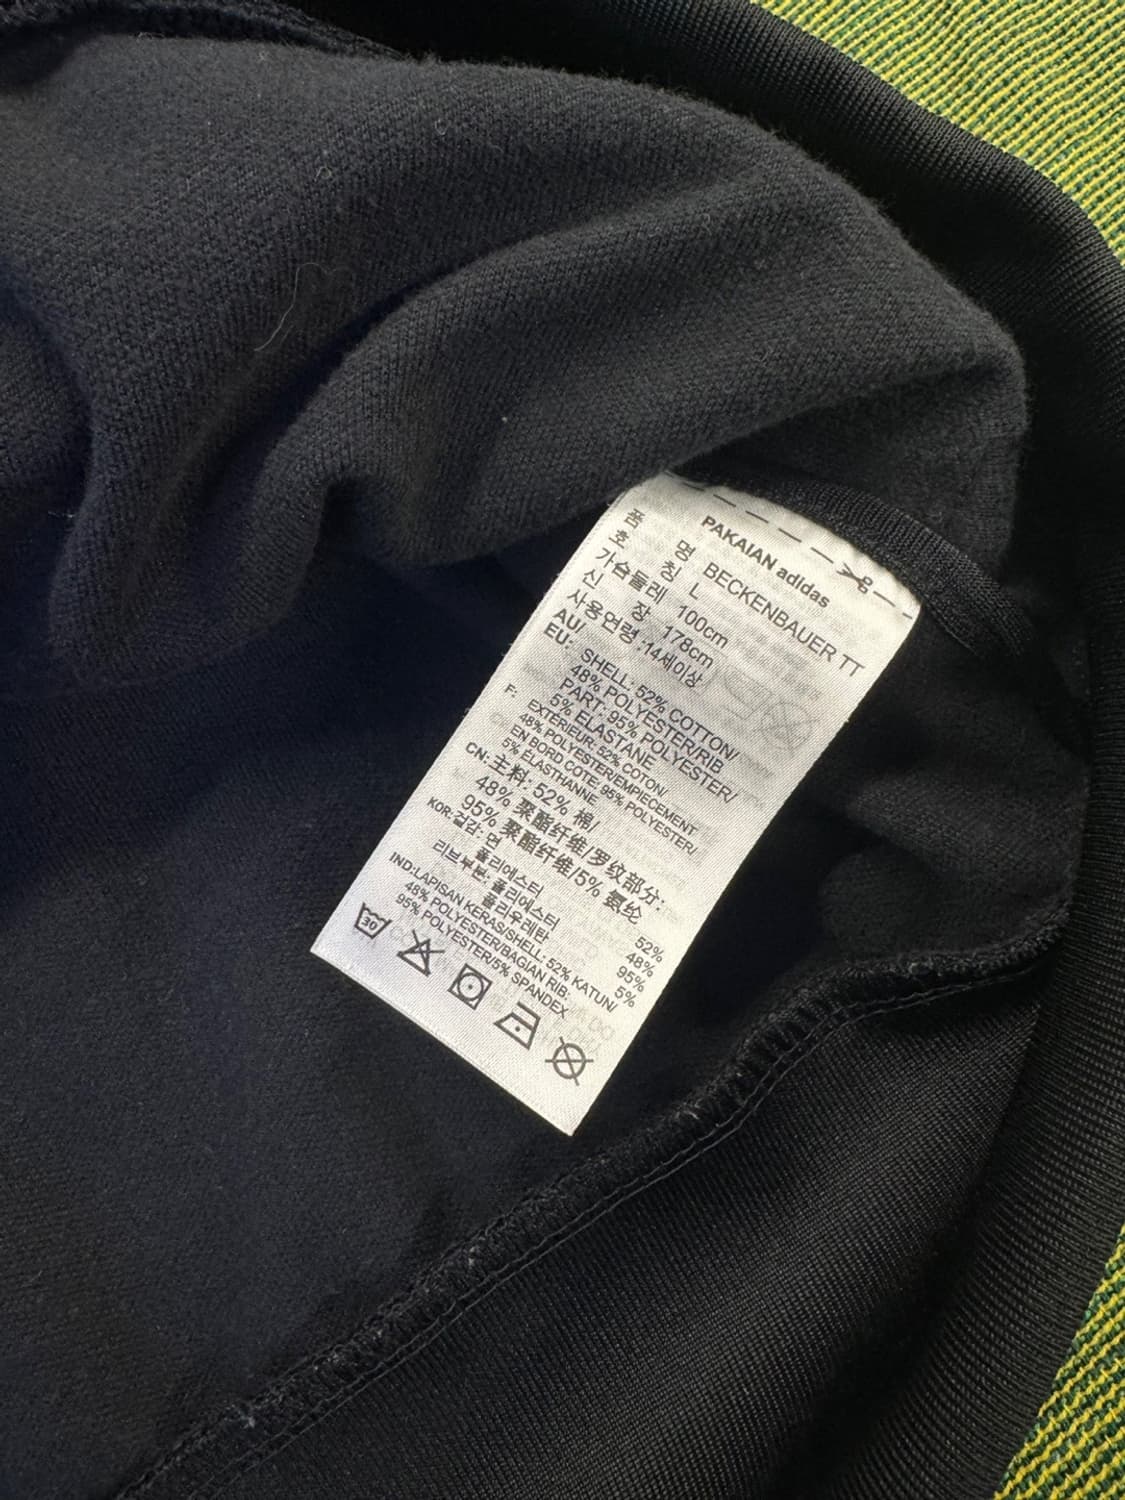 PAKAIAN adidas
품 명 BECKENBAUER TT
호 칭 L
가슴둘레 100cm
신 장 178cm
사용연령 :14세이상
AU/
EU: SHELL: 52% COTTON/
48% POLYESTER/RIB
PART: 95% POLYESTER/
5% ELASTANE
F: EXTÉRIEUR: 52% COTON/
48% POLYESTER/EMPIECEMENT
EN BORD COTE: 95% POLYESTER/
5% ÉLASTHANNE
CN: 主料: 52% 棉/
48% 聚酯纤维/罗纹部分:
95% 聚酯纤维/5% 氨纶
KOR:겉감: 면 52%
폴리에스터 48%
리브부분: 폴리에스터 95%
폴리우레탄 5%
IND:LAPISAN KERAS/SHELL: 52% KATUN/
48% POLYESTER/BAGIAN RIB:
95% POLYESTER/5% SPANDEX
30